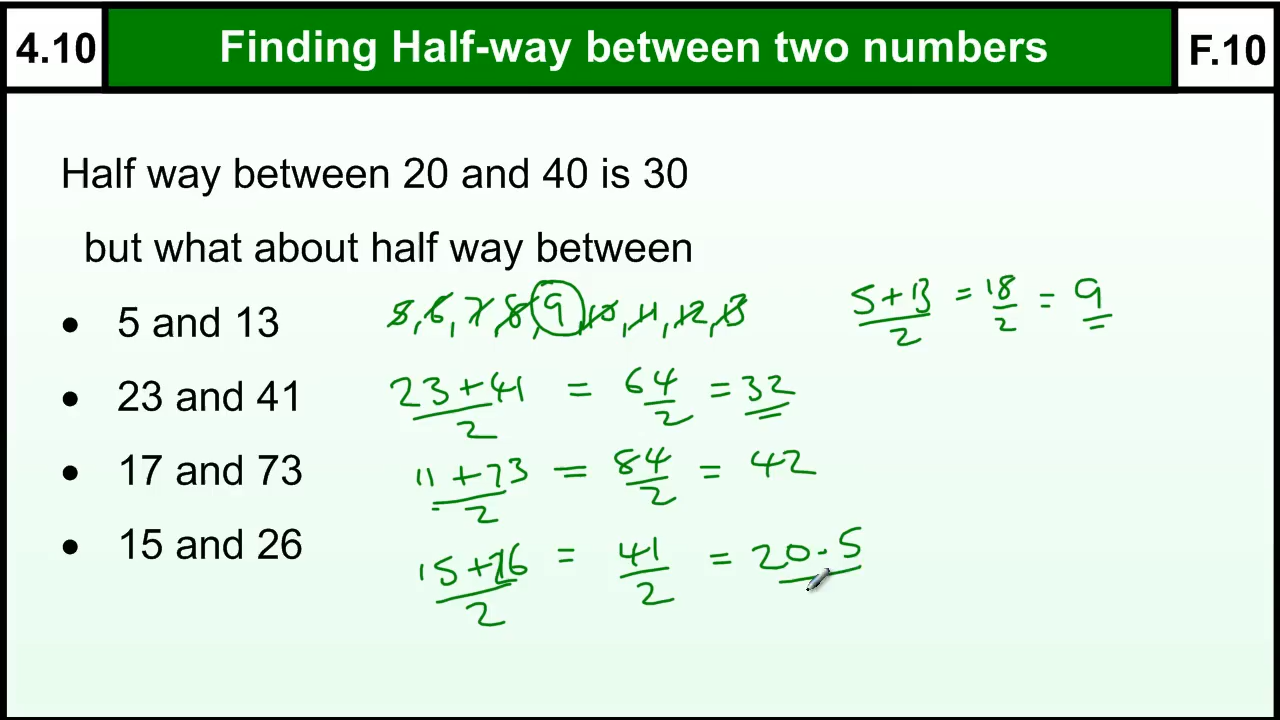 4.10 Finding Half-way between two numbers F.10
Half way between 20 and 40 is 30
but what about half way between
• 5 and 13 5, 6, 7, 8, 9, 10, 11, 12, 13 5+13/2 = 18/2 = 9
• 23 and 41 23+41/2 = 64/2 = 32
• 17 and 73 11+73/2 = 84/2 = 42
• 15 and 26 15+26/2 = 41/2 = 20.5